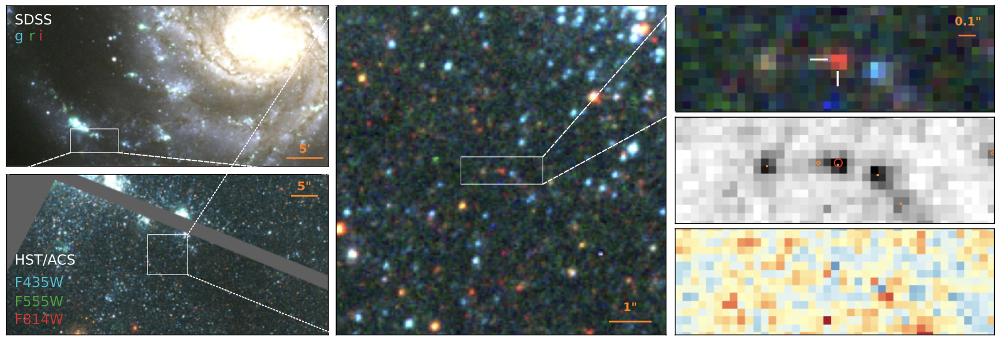 SDSS
g r i
5'
5"
HST/ACS
F435W
F555W
F814W
1"
0.1"